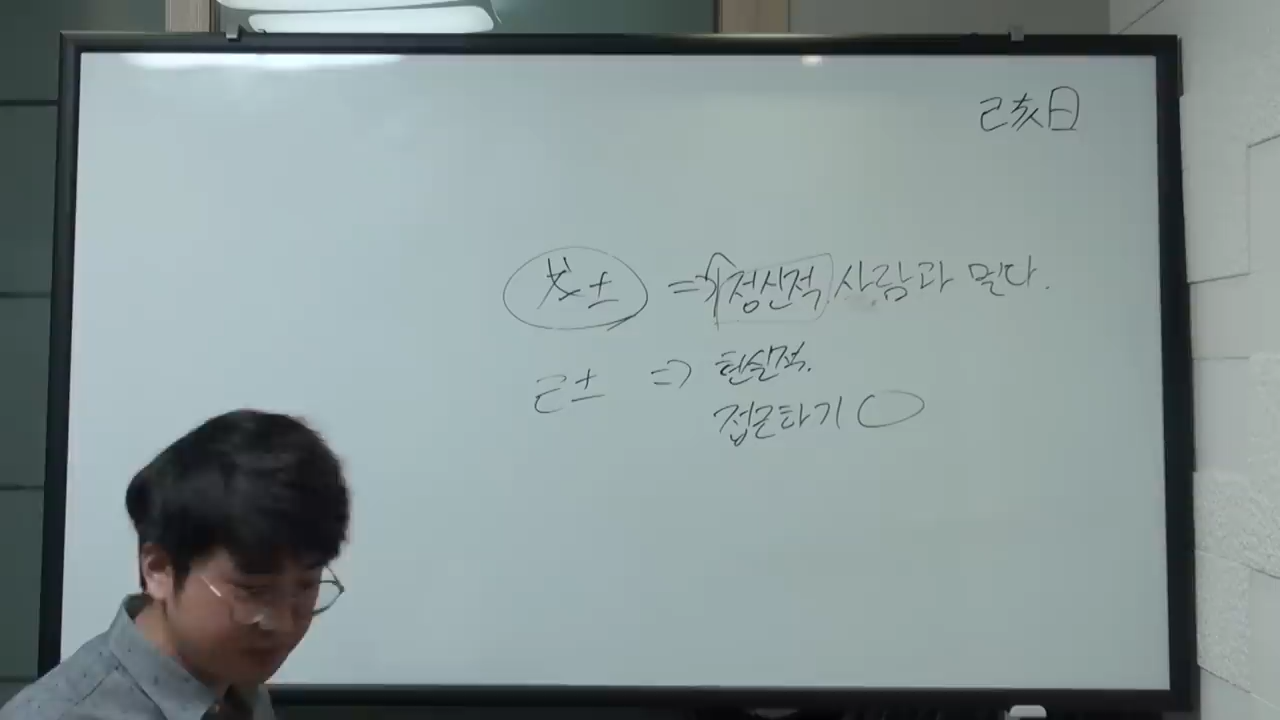 己亥日
戊土 => 정신적 사람과 멀다.
己土 => 현실적.
접근하기 ○